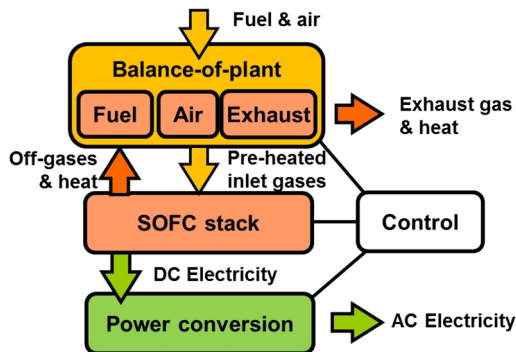 Fuel & air
Balance-of-plant
Fuel
Air
Exhaust
Exhaust gas
& heat
Off-gases
& heat
Pre-heated
inlet gases
SOFC stack
Control
DC Electricity
Power conversion
AC Electricity